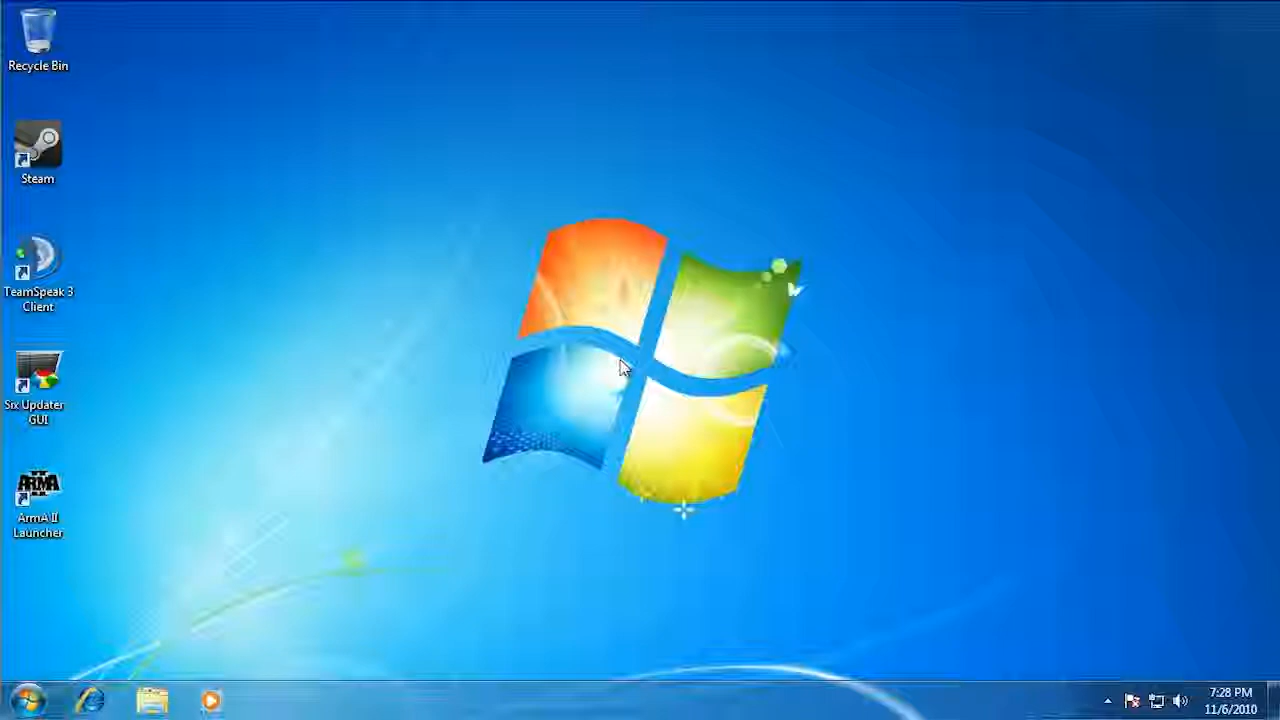 Recycle Bin
Steam
TeamSpeak 3
Client
Six Updater
GUI
ARMA II
ArmA II
Launcher
7:28 PM
11/6/2010